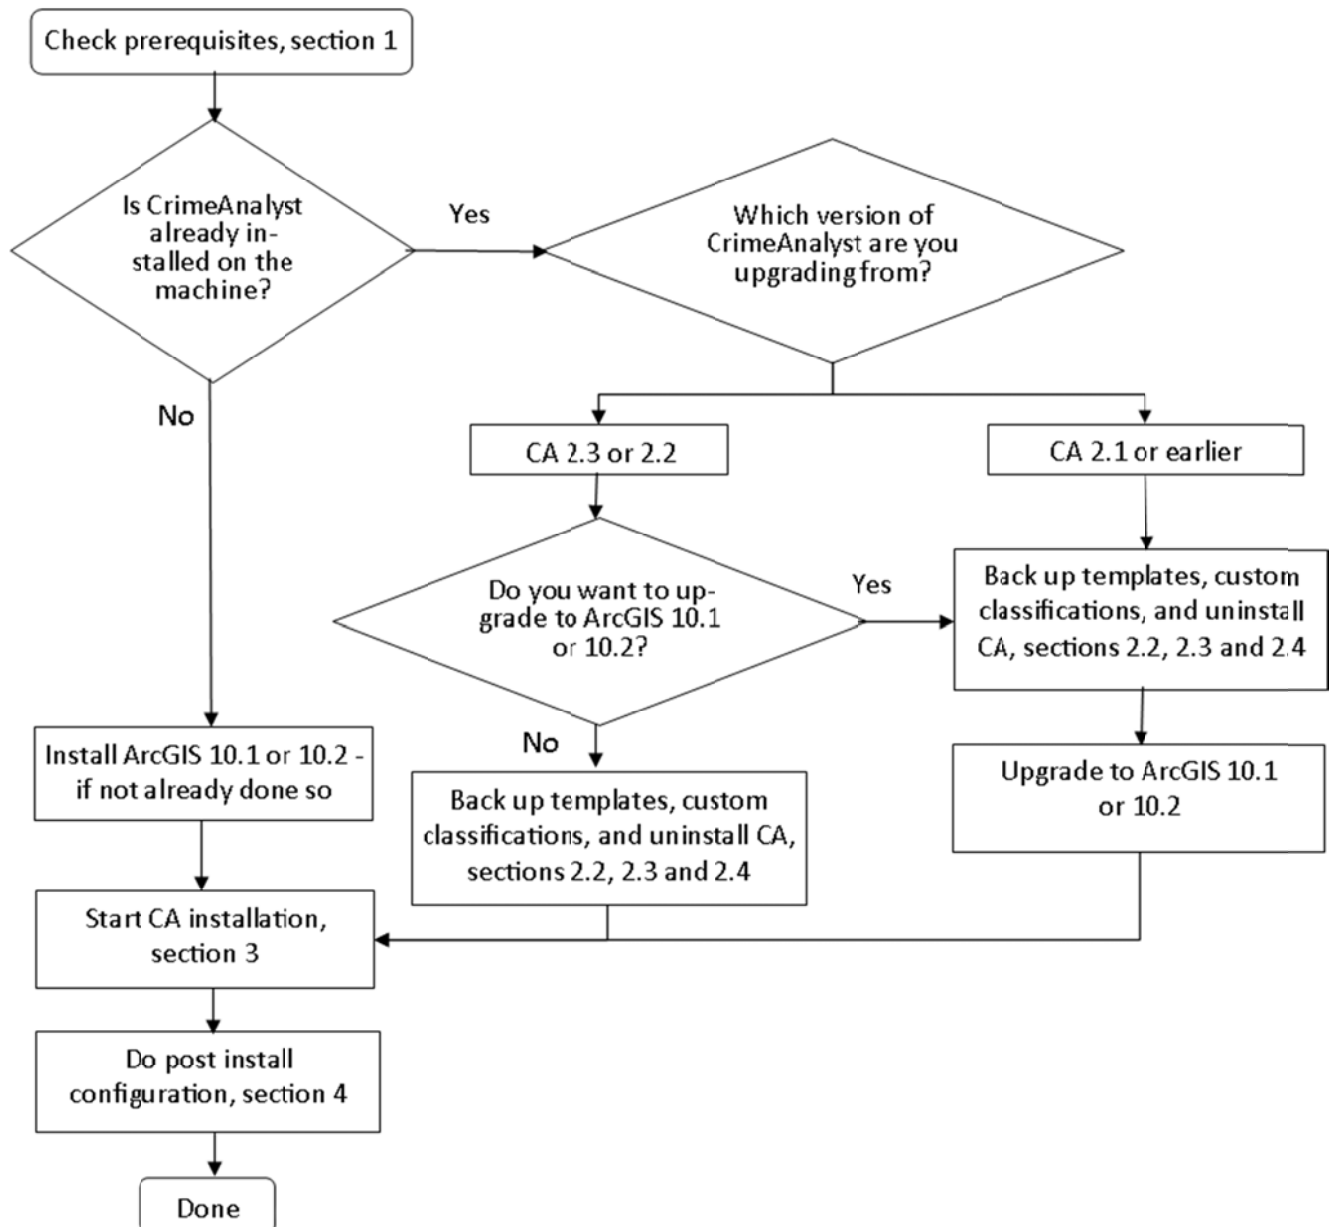 Check prerequisites, section 1
Is CrimeAnalyst
already in-
stalled on the
machine?
Yes
Which version of
CrimeAnalyst are you
upgrading from?
No
CA 2.3 or 2.2
CA 2.1 or earlier
Do you want to up-
grade to ArcGIS 10.1
or 10.2?
Yes
Back up templates, custom
classifications, and uninstall
CA, sections 2.2, 2.3 and 2.4
No
Install ArcGIS 10.1 or 10.2 -
if not already done so
Back up templates, custom
classifications, and uninstall CA,
sections 2.2, 2.3 and 2.4
Upgrade to ArcGIS 10.1
or 10.2
Start CA installation,
section 3
Do post install
configuration, section 4
Done